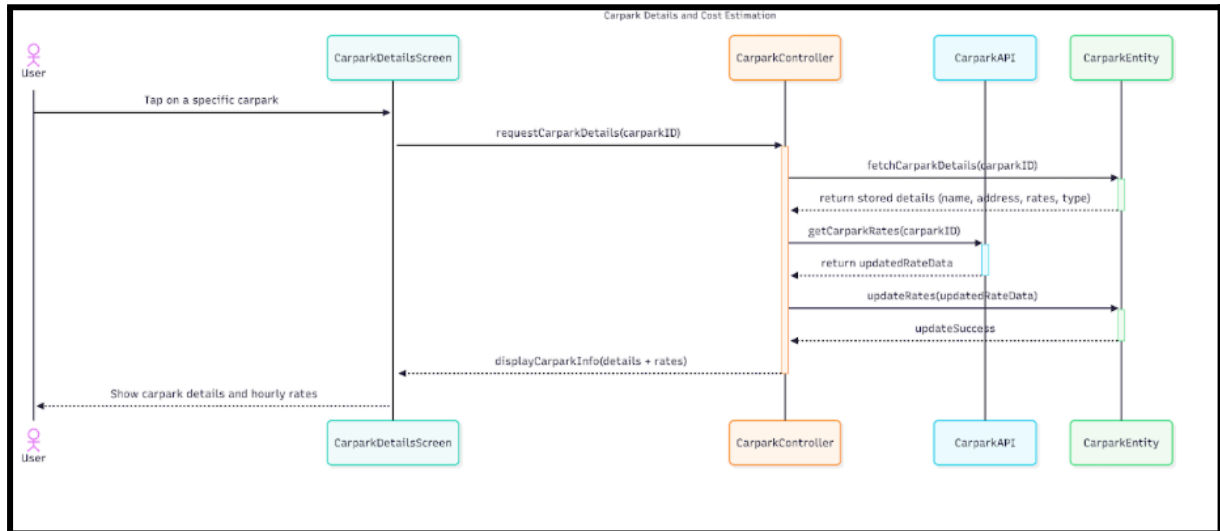 Carpark Details and Cost Estimation
User
CarparkDetailsScreen
CarparkController
CarparkAPI
CarparkEntity
Tap on a specific carpark
requestCarparkDetails(carparkID)
fetchCarparkDetails(carparkID)
return stored details (name, address, rates, type)
getCarparkRates(carparkID)
return updatedRateData
updateRates(updatedRateData)
updateSuccess
displayCarparkInfo(details + rates)
Show carpark details and hourly rates
User
CarparkDetailsScreen
CarparkController
CarparkAPI
CarparkEntity